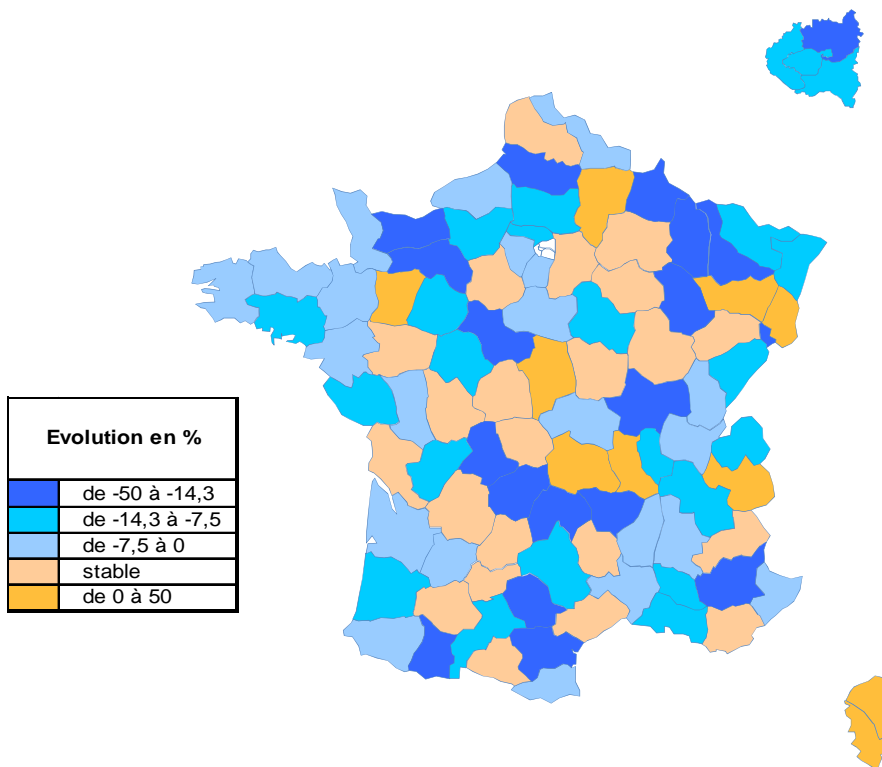 Evolution en %
de -50 à -14,3
de -14,3 à -7,5
de -7,5 à 0
stable
de 0 à 50